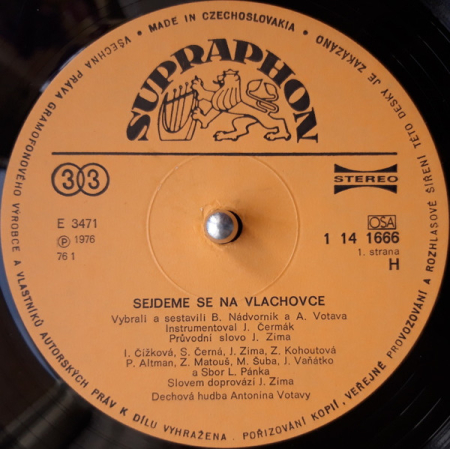 MADE IN CZECHOSLOVAKIA •
VŠECHNA PRÁVA GRAMOFONOVÉHO VÝROBCE A VLASTNÍKŮ AUTORSKÝCH PRÁV K DÍLU VYHRAŽENA . POŘIZOVÁNÍ KOPIÍ , VEŘEJNÉ PROVOZOVÁNÍ A ROZHLASOVÉ ŠÍŘENÍ TÉTO DESKY JE ZAKÁZÁNO
SUPRAPHON
33
STEREO
E 3471
Ⓟ 1976
76 1
OSA
1 14 1666
1. strana
H
SEJDEME SE NA VLACHOVCE
Vybrali a sestavili B. Nádvorník a A. Votava
Instrumentoval J. Čermák
Průvodní slovo J. Zima
I. Čížková, S. Černá, J. Zima, Z. Kohoutová
P. Altman, Z. Matouš, M. Šuba, J. Vaňátko
a Sbor L. Pánka
Slovem doprovází J. Zima
Dechová hudba Antonína Votavy